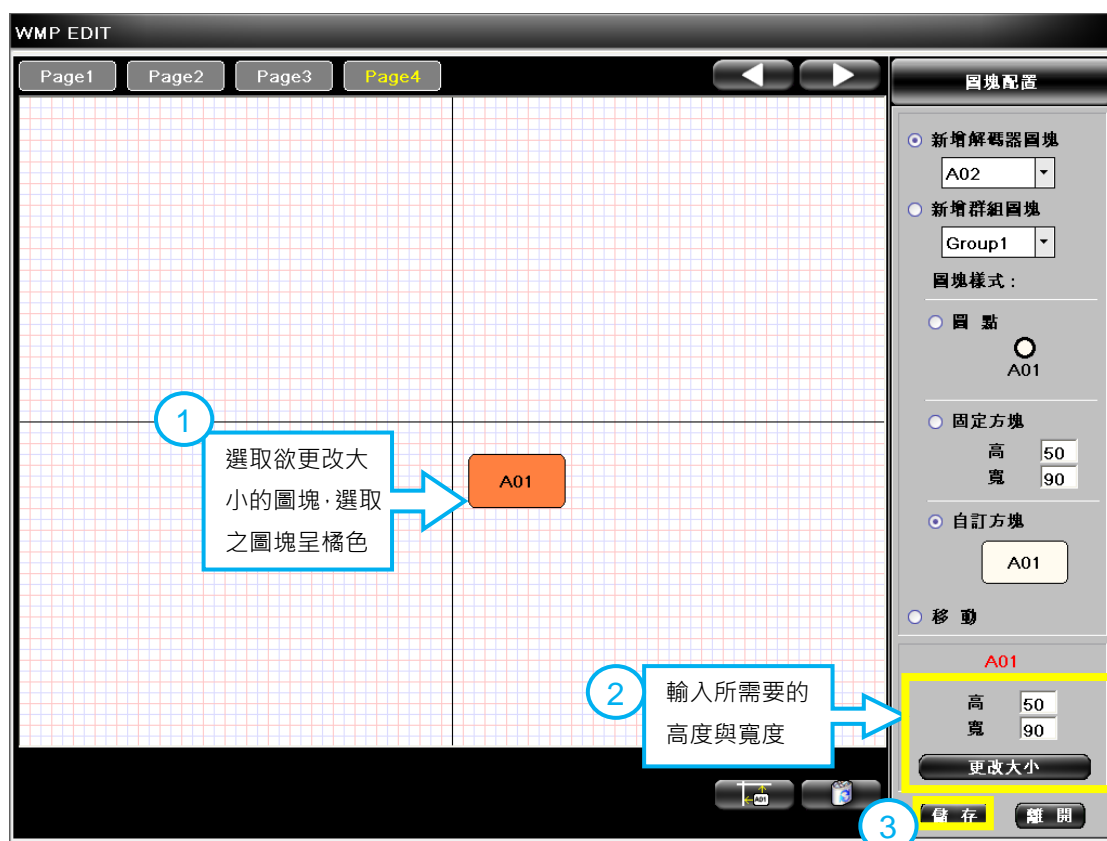 WMP EDIT
Page1 Page2 Page3 Page4
圖塊配置
新增解碼器圖塊
A02
新增群組圖塊
Group1
圖塊樣式：
圓 點
A01
固定方塊
高 50
寬 90
自訂方塊
A01
移 動
1
選取欲更改大
小的圖塊，選取
之圖塊呈橘色
A01
2
輸入所需要的
高度與寬度
A01
高 50
寬 90
更改大小
A01
3
儲 存 離 開